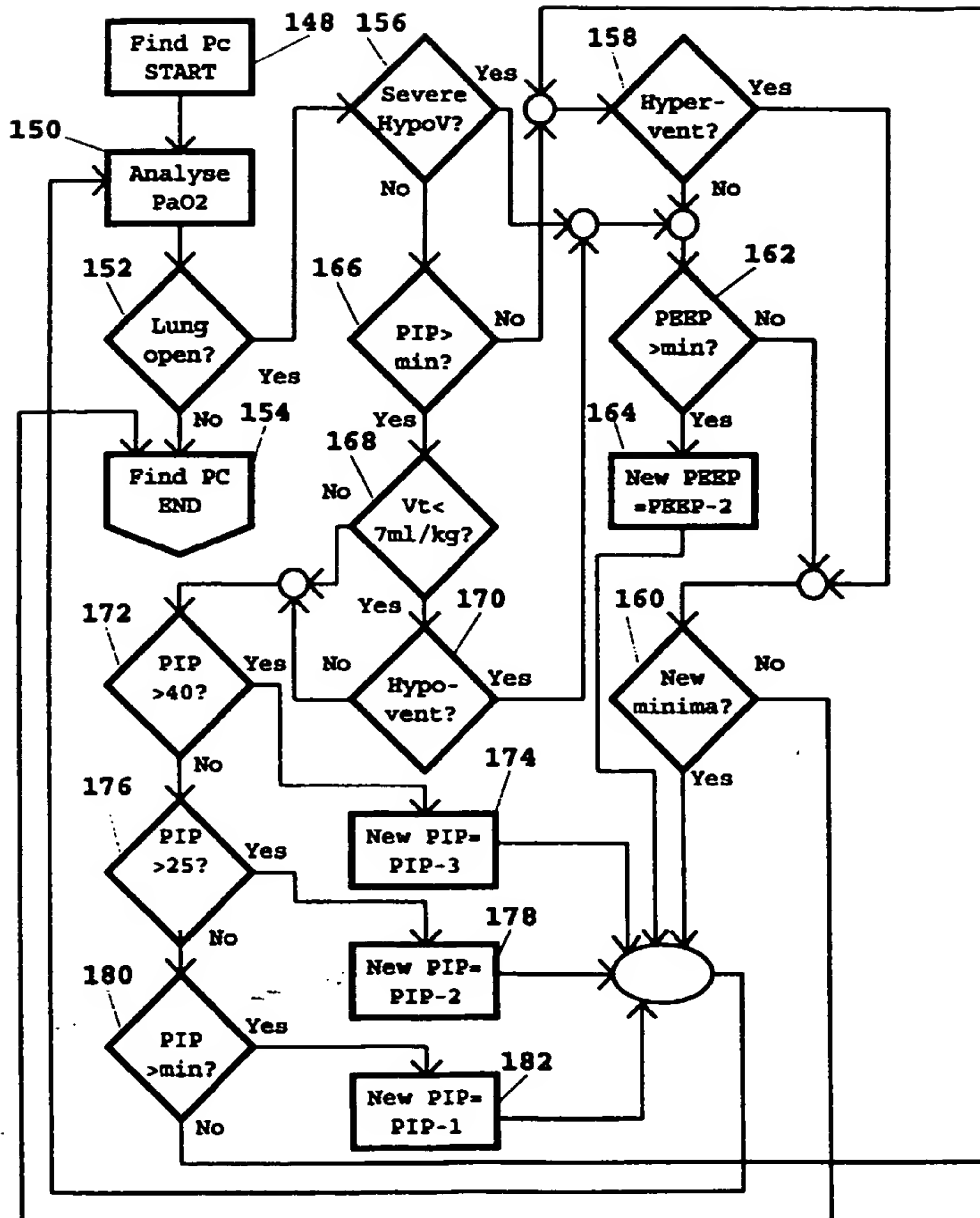 148
Find Pc
START
150
Analyse
PaO2
152
Lung
open?
Yes
No
154
Find PC
END
156
Severe
HypoV?
Yes
No
158
Hyper-
vent?
Yes
No
166
PIP>
min?
No
Yes
162
PEEP
>min?
No
Yes
168
Vt<
7ml/kg?
No
Yes
164
New PEEP
=PEEP-2
170
Hypo-
vent?
No
Yes
160
New
minima?
No
Yes
172
PIP
>40?
Yes
No
174
New PIP=
PIP-3
176
PIP
>25?
Yes
No
178
New PIP=
PIP-2
180
PIP
>min?
Yes
No
182
New PIP=
PIP-1